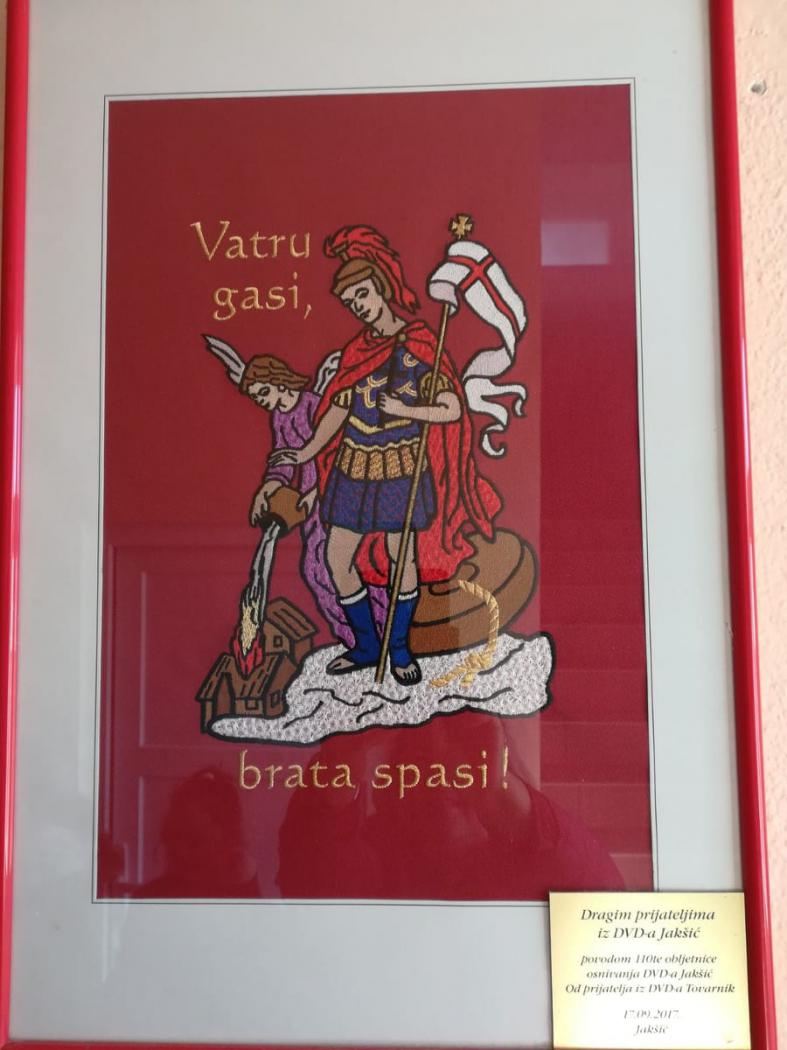 Vatru
gasi,
brata spasi!
Dragim prijateljima
iz DVD-a Jakšić
povodom 110te obljetnice
osnivanja DVD-a Jakšić
Od prijatelja iz DVD-a Tovarnik
17.09.2017.
Jakšić